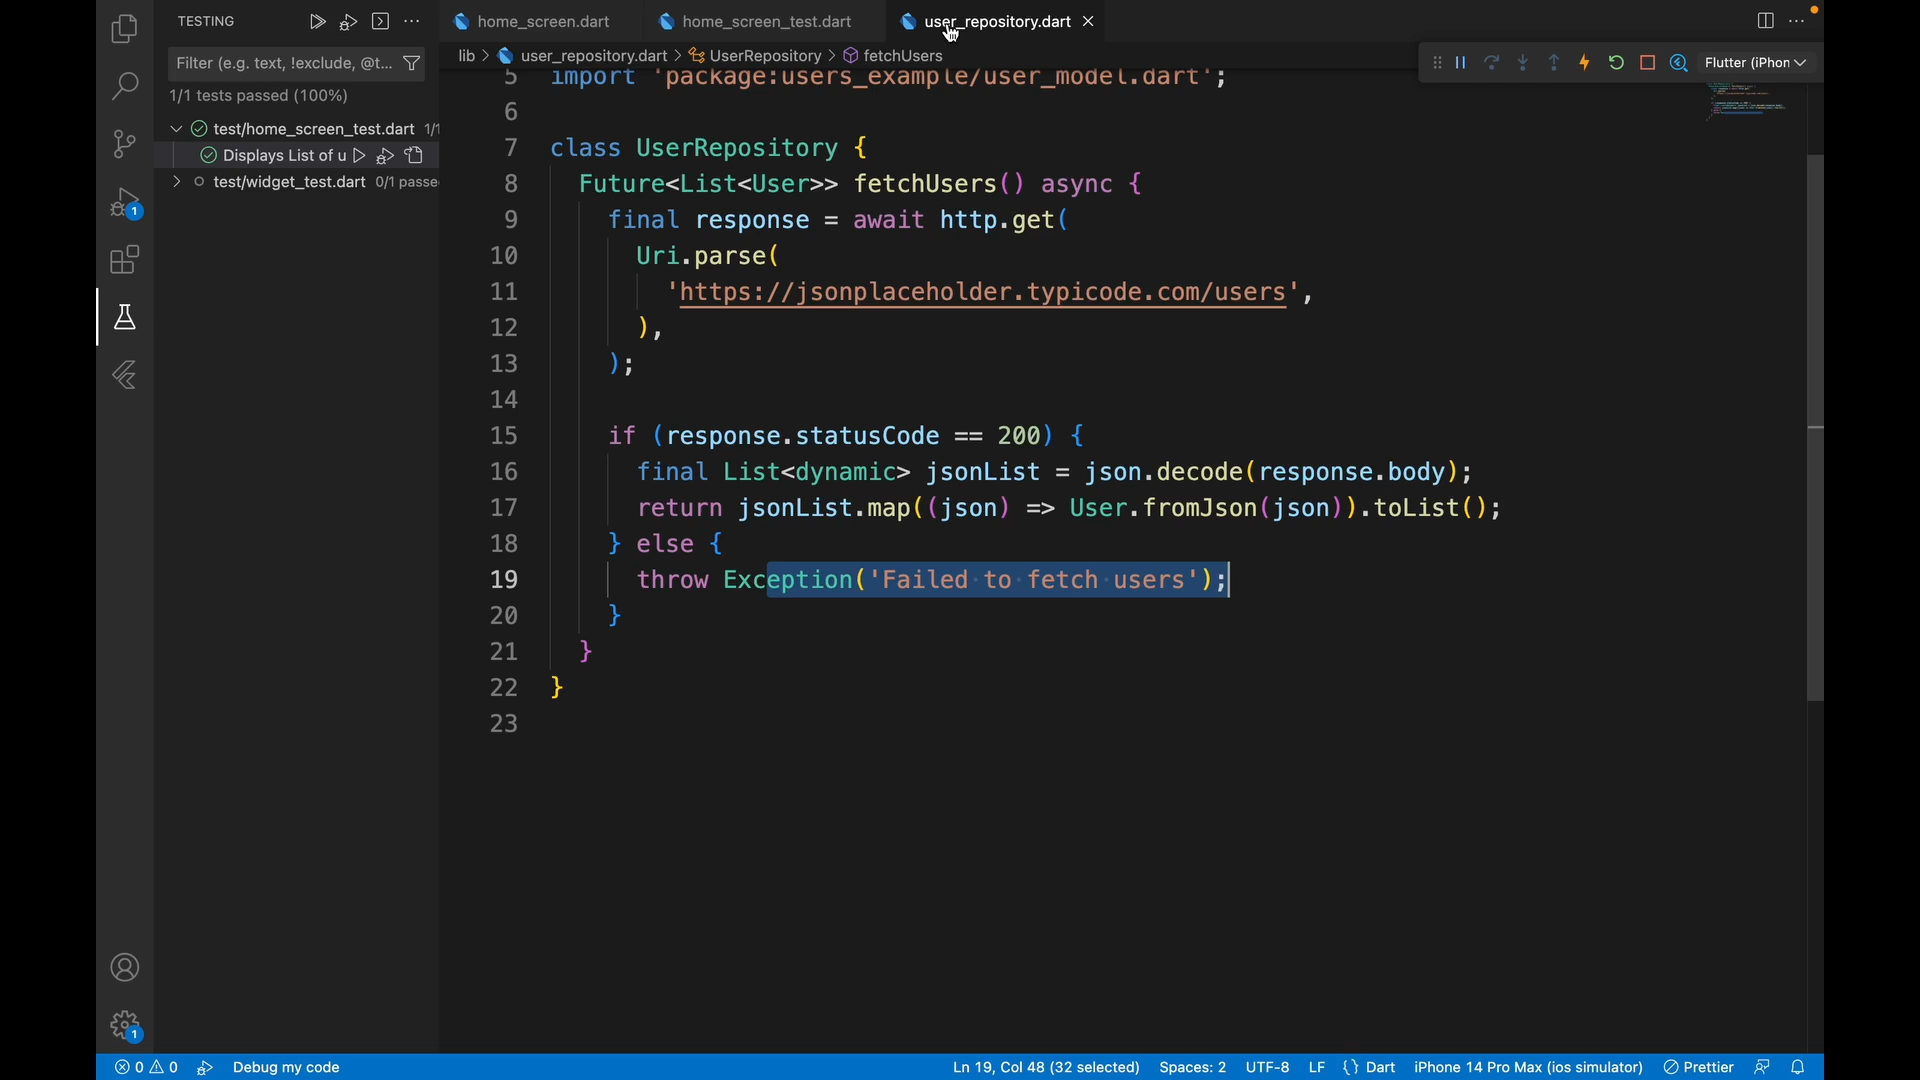 TESTING
Filter (e.g. text, !exclude, @t...
1/1 tests passed (100%)
test/home_screen_test.dart 1/1
Displays List of u
test/widget_test.dart 0/1 passe
1
1
home_screen.dart
home_screen_test.dart
user_repository.dart
lib > user_repository.dart > UserRepository > fetchUsers
Flutter (iPhon
5 import 'package:users_example/user_model.dart';
6
7 class UserRepository {
8 Future<List<User>> fetchUsers() async {
9 final response = await http.get(
10 Uri.parse(
11 'https://jsonplaceholder.typicode.com/users',
12 ),
13 );
14
15 if (response.statusCode == 200) {
16 final List<dynamic> jsonList = json.decode(response.body);
17 return jsonList.map((json) => User.fromJson(json)).toList();
18 } else {
19 throw Exception('Failed to fetch users');
20 }
21 }
22 }
23
0 0 Debug my code Ln 19, Col 48 (32 selected) Spaces: 2 UTF-8 LF {} Dart iPhone 14 Pro Max (ios simulator) Prettier